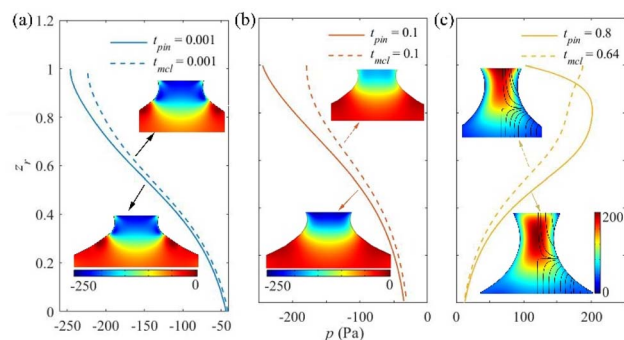 (a)
t_pin = 0.001
t_mcl = 0.001
1.2
1
0.8
0.6
0.4
0.2
0
z_r
-250 0
-250 -200 -150 -100 -50
(b)
t_pin = 0.1
t_mcl = 0.1
-250 0
-200 -100 0
p (Pa)
(c)
t_pin = 0.8
t_mcl = 0.64
200
0
0 100 200